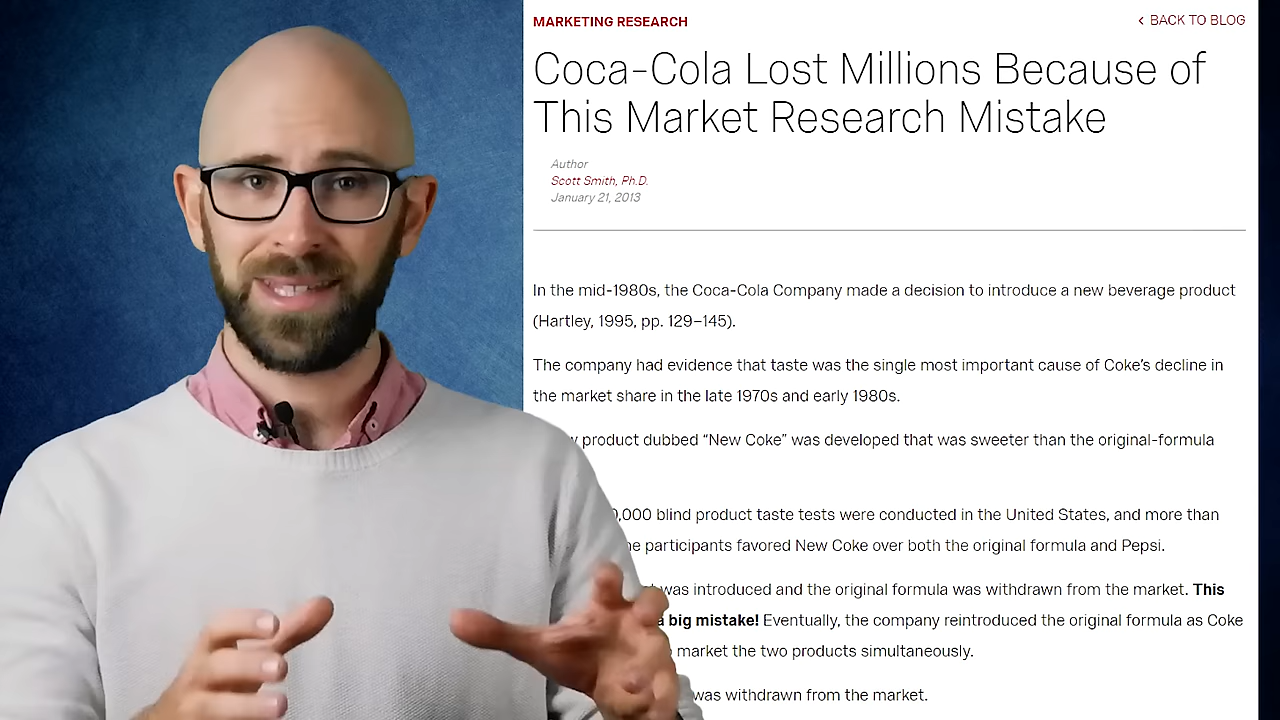 MARKETING RESEARCH
‹ BACK TO BLOG
Coca-Cola Lost Millions Because of
This Market Research Mistake
Author
Scott Smith, Ph.D.
January 21, 2013
In the mid-1980s, the Coca-Cola Company made a decision to introduce a new beverage product
(Hartley, 1995, pp. 129–145).
The company had evidence that taste was the single most important cause of Coke’s decline in
the market share in the late 1970s and early 1980s.
product dubbed “New Coke” was developed that was sweeter than the original-formula
0,000 blind product taste tests were conducted in the United States, and more than
participants favored New Coke over both the original formula and Pepsi.
was introduced and the original formula was withdrawn from the market. This
a big mistake! Eventually, the company reintroduced the original formula as Coke
market the two products simultaneously.
was withdrawn from the market.